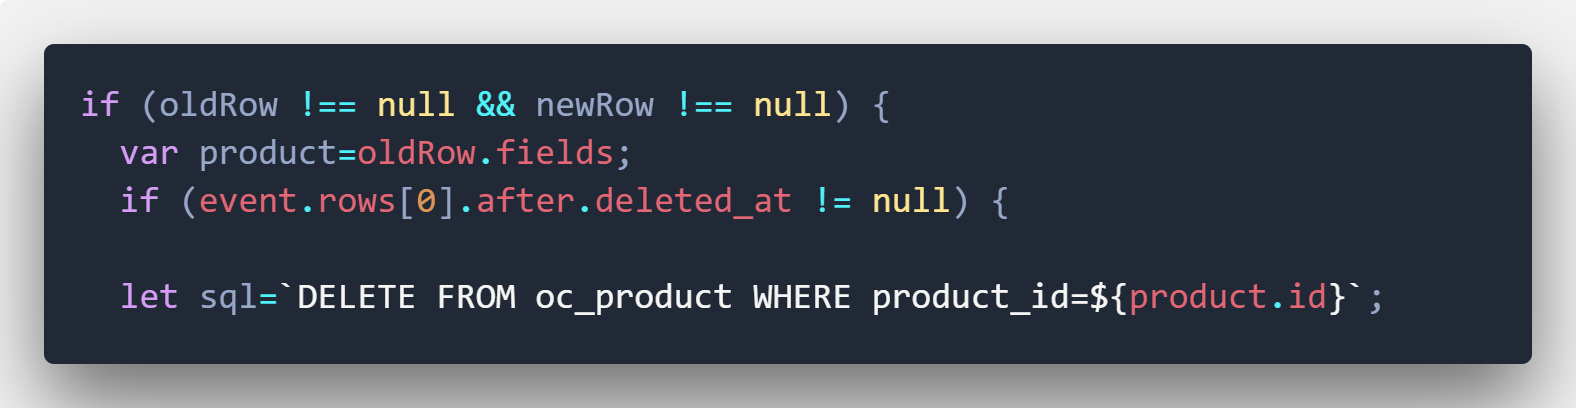 if (oldRow !== null && newRow !== null) {
var product=oldRow.fields;
if (event.rows[0].after.deleted_at != null) {
let sql=`DELETE FROM oc_product WHERE product_id=${product.id}`;